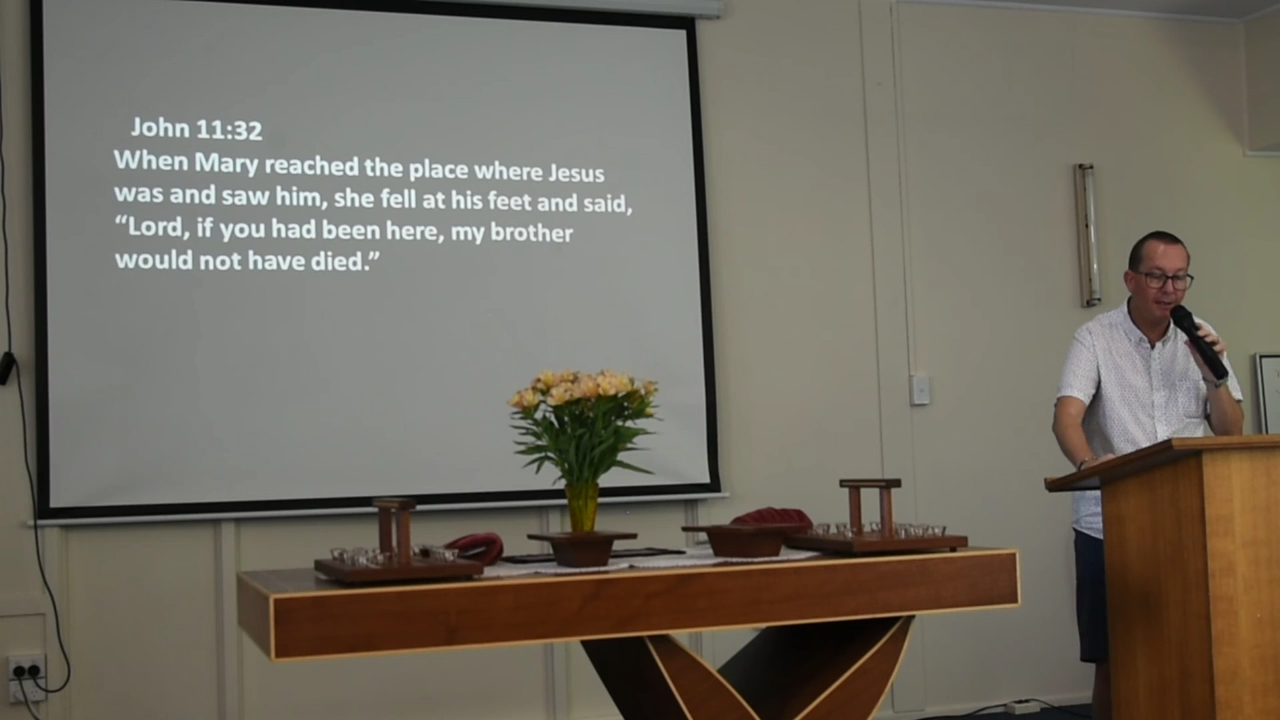 John 11:32
When Mary reached the place where Jesus
was and saw him, she fell at his feet and said,
“Lord, if you had been here, my brother
would not have died.”